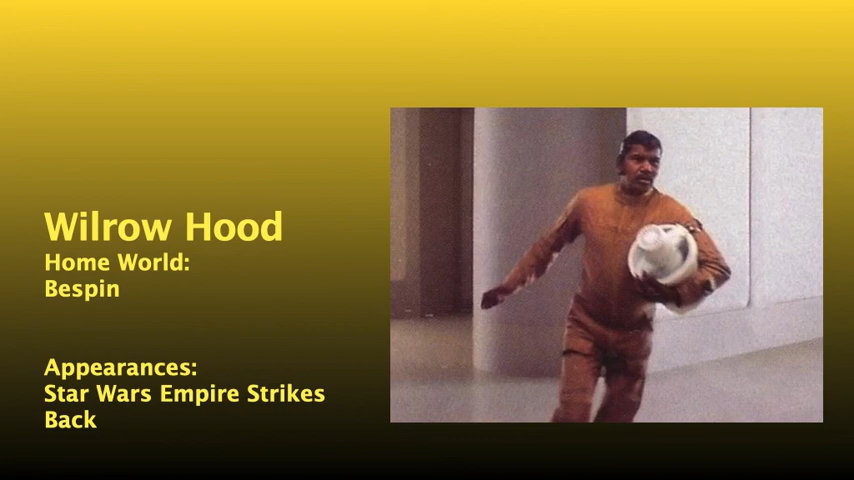 Wilrow Hood
Home World:
Bespin
Appearances:
Star Wars Empire Strikes
Back